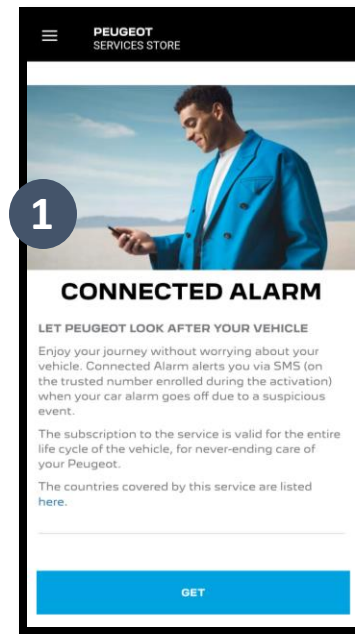 PEUGEOT
SERVICES STORE
1
CONNECTED ALARM
LET PEUGEOT LOOK AFTER YOUR VEHICLE
Enjoy your journey without worrying about your
vehicle. Connected Alarm alerts you via SMS (on
the trusted number enrolled during the activation)
when your car alarm goes off due to a suspicious
event.
The subscription to the service is valid for the entire
life cycle of the vehicle, for never-ending care of
your Peugeot.
The countries covered by this service are listed
here.
GET